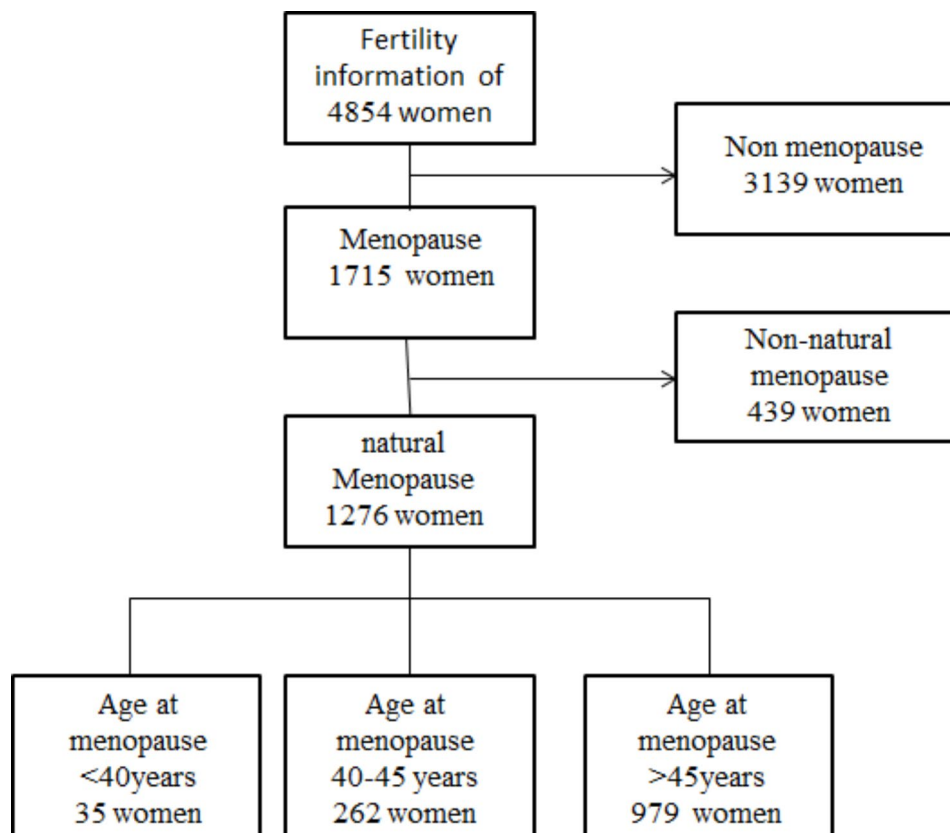 Fertility
information of
4854 women
Non menopause
3139 women
Menopause
1715 women
Non-natural
menopause
439 women
natural
Menopause
1276 women
Age at
menopause
<40years
35 women
Age at
menopause
40-45 years
262 women
Age at
menopause
>45years
979 women